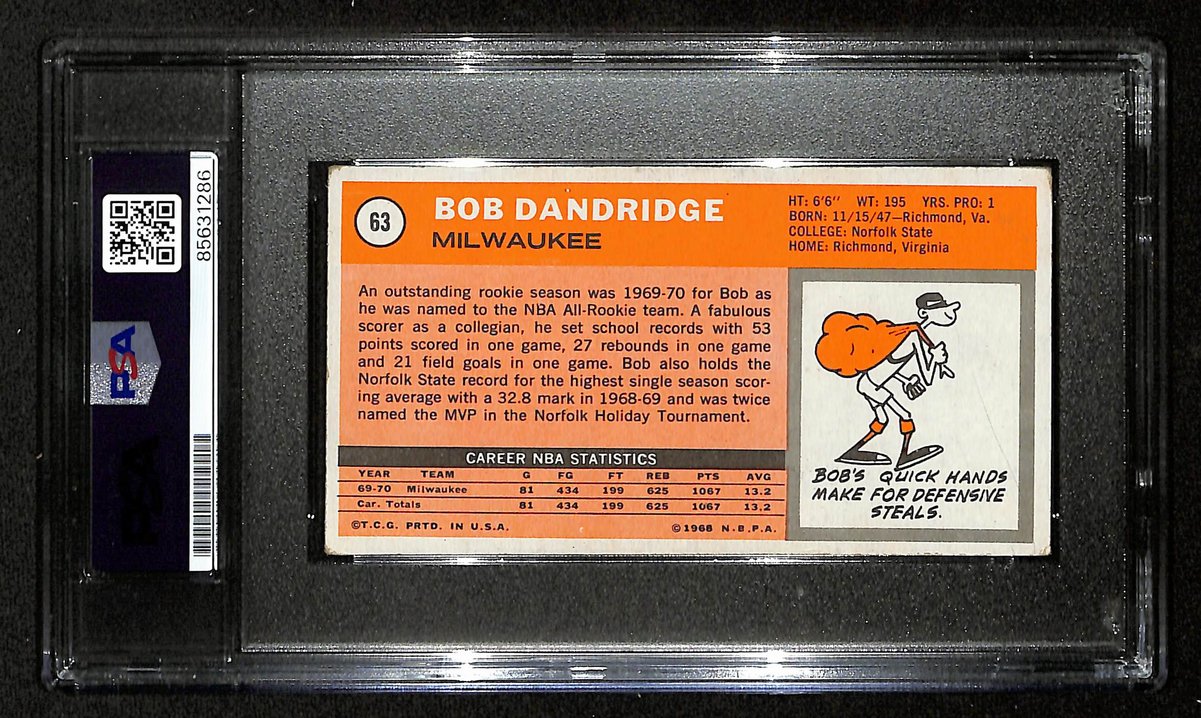 85631286
PSA
63
BOB DANDRIDGE
MILWAUKEE
HT: 6'6" WT: 195 YRS. PRO: 1
BORN: 11/15/47—Richmond, Va.
COLLEGE: Norfolk State
HOME: Richmond, Virginia
An outstanding rookie season was 1969-70 for Bob as
he was named to the NBA All-Rookie team. A fabulous
scorer as a collegian, he set school records with 53
points scored in one game, 27 rebounds in one game
and 21 field goals in one game. Bob also holds the
Norfolk State record for the highest single season scor-
ing average with a 32.8 mark in 1968-69 and was twice
named the MVP in the Norfolk Holiday Tournament.
CAREER NBA STATISTICS
YEAR TEAM G FG FT REB PTS AVG
69-70 Milwaukee 81 434 199 625 1067 13.2
Car. Totals 81 434 199 625 1067 13.2
©T.C.G. PRTD. IN U.S.A. ©1968 N.B.P.A.
BOB'S QUICK HANDS
MAKE FOR DEFENSIVE
STEALS.
PSA